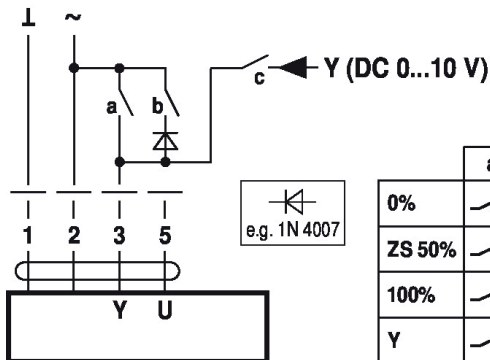 ⊥ ~
a b c Y (DC 0...10 V)
1 2 3 5
Y U
e.g. 1N 4007
a
0%
ZS 50%
100%
Y